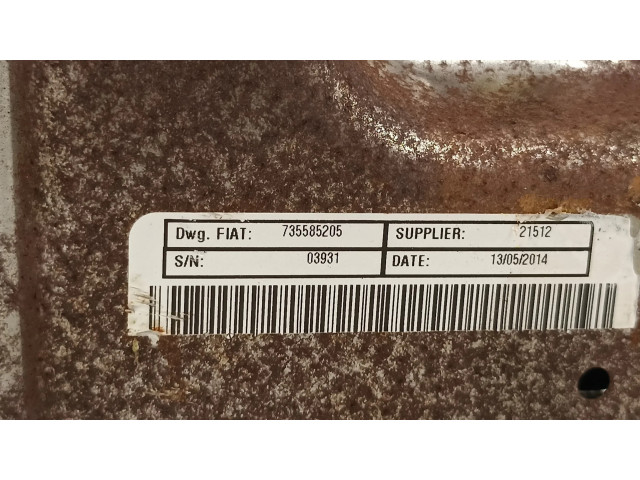 Dwg. FIAT: 735585205 SUPPLIER: 21512
S/N: 03931 DATE: 13/05/2014